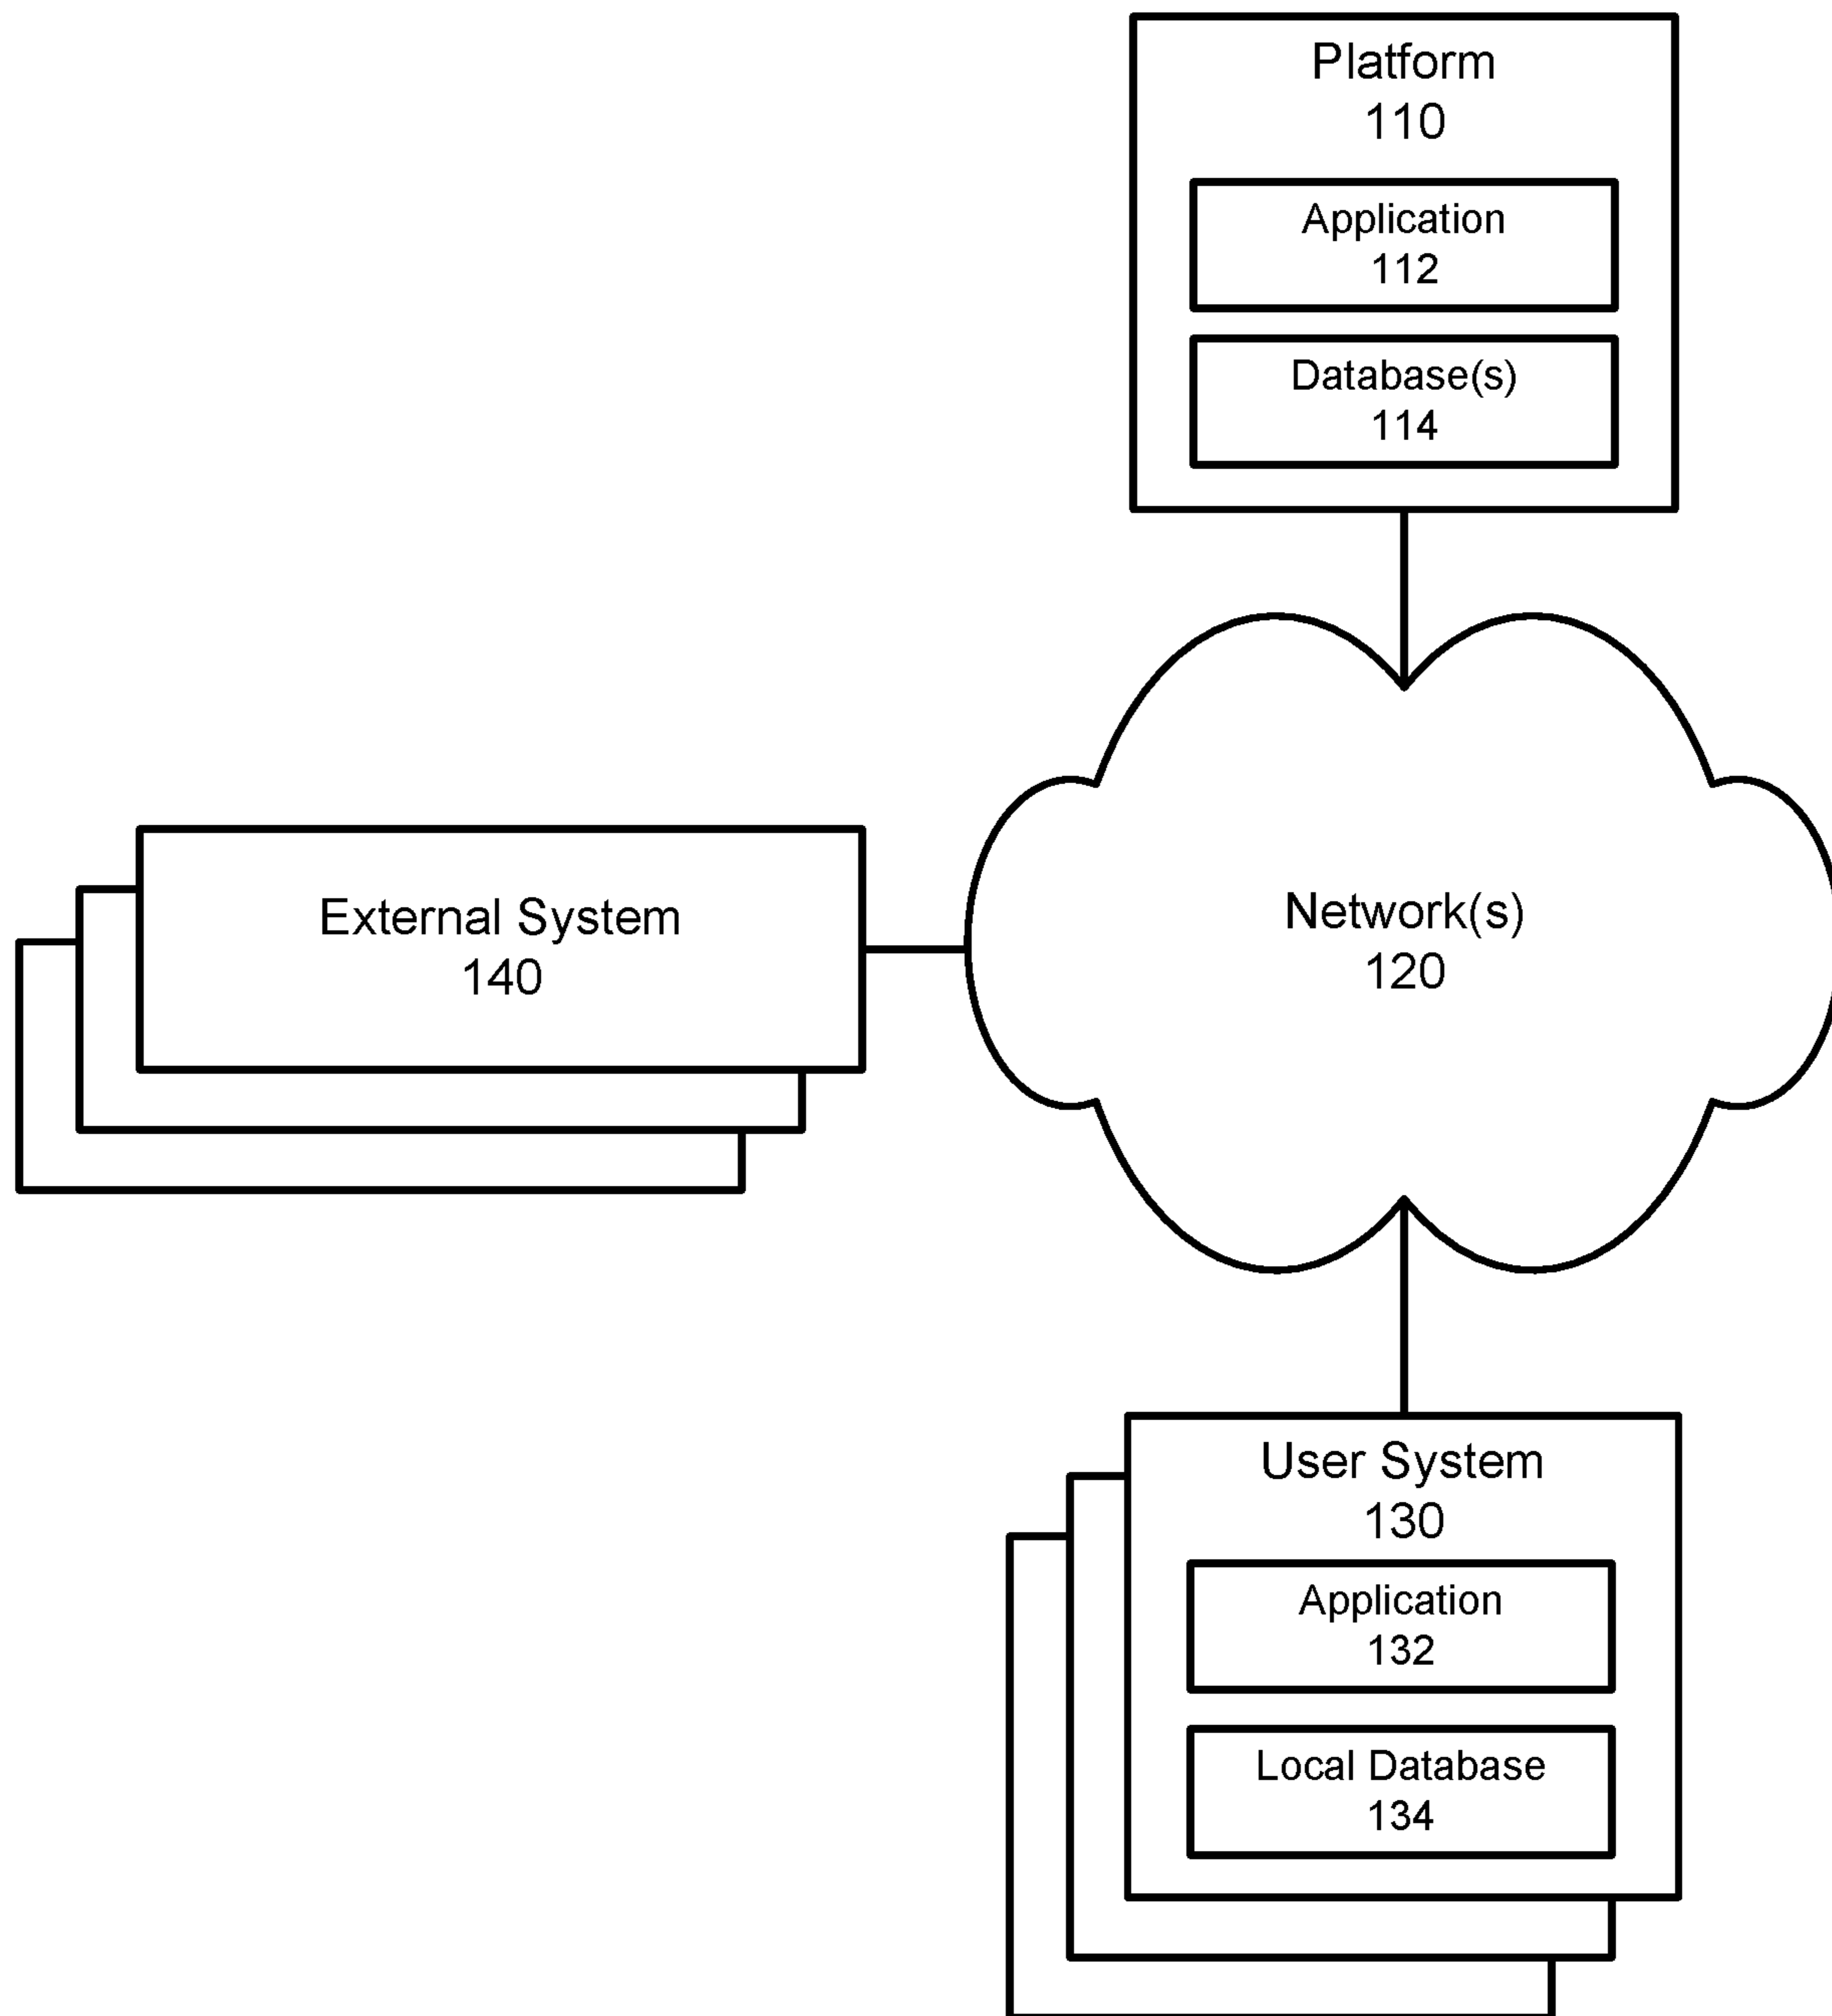 Platform
110
Application
112
Database(s)
114
External System
140
Network(s)
120
User System
130
Application
132
Local Database
134